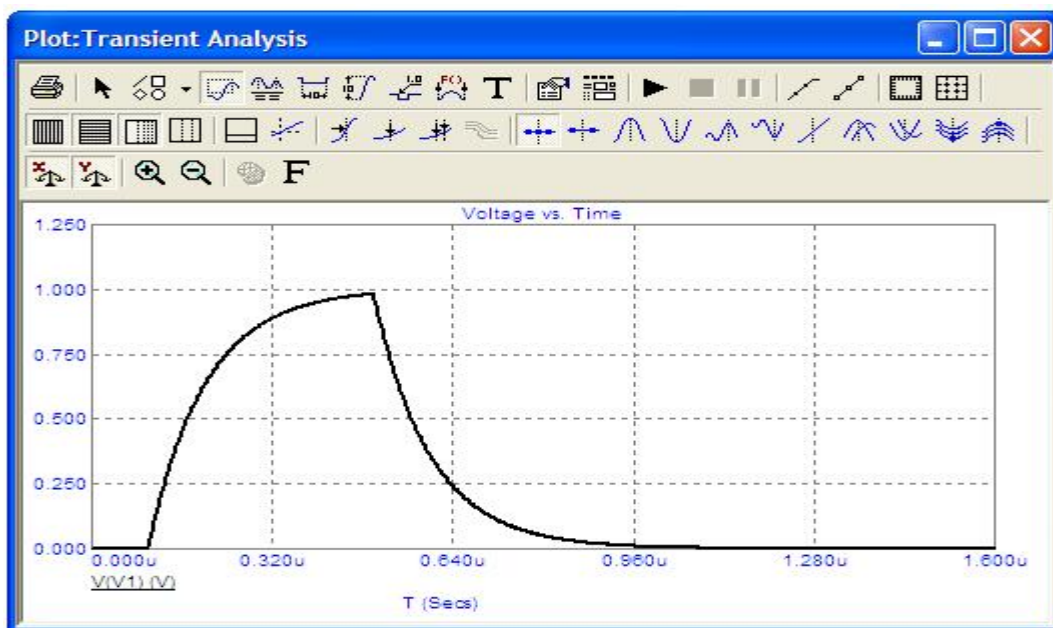 Plot:Transient Analysis
T
F
Voltage vs. Time
1.250
1.000
0.750
0.500
0.250
0.000
0.000u 0.320u 0.640u 0.960u 1.280u 1.600u
V(V1) (V)
T (Secs)